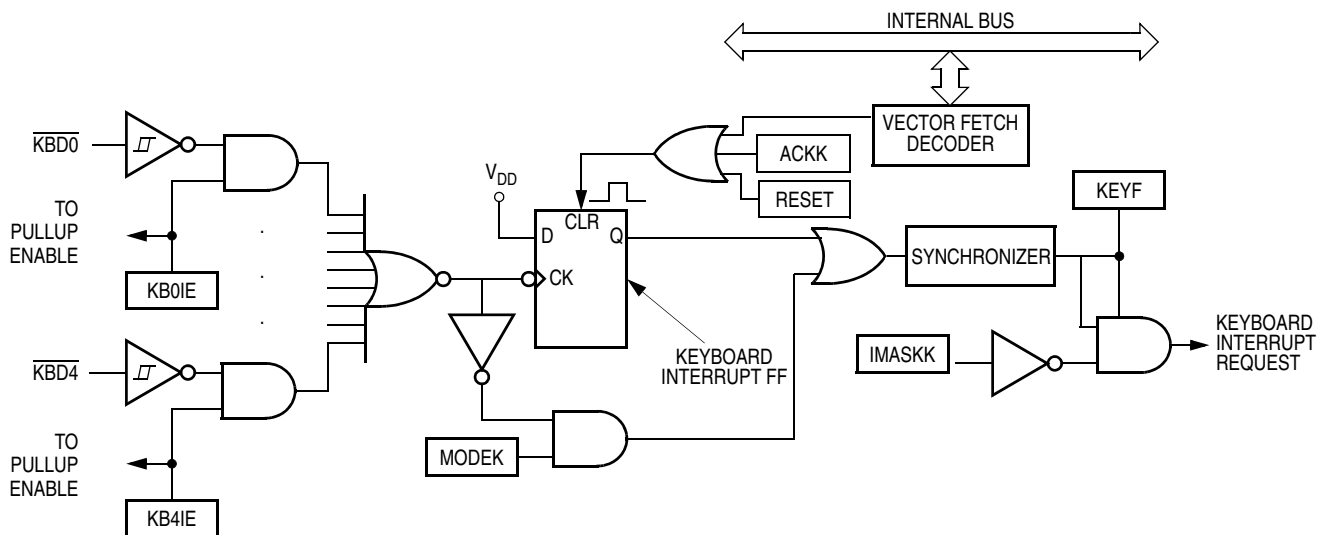 INTERNAL BUS
VECTOR FETCH
DECODER
ACKK
RESET
KBD0
TO
PULLUP
ENABLE
KB0IE
VDD
CLR
D
Q
CK
KEYF
SYNCHRONIZER
KEYBOARD
INTERRUPT FF
IMASKK
KEYBOARD
INTERRUPT
REQUEST
KBD4
TO
PULLUP
ENABLE
KB4IE
MODEK